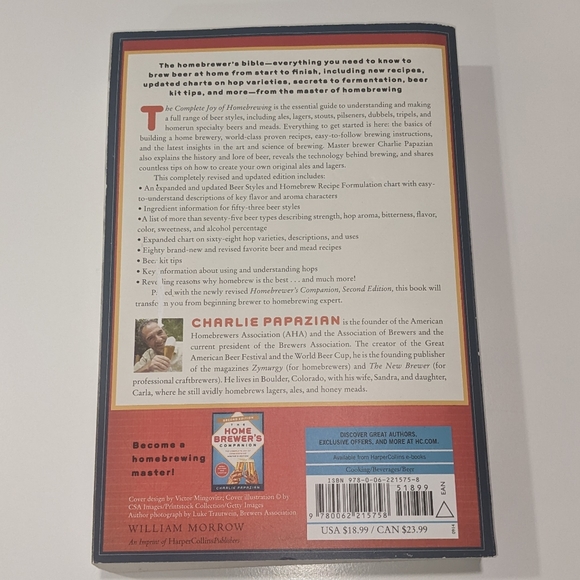 The homebrewer's bible—everything you need to know to
brew beer at home from start to finish, including new recipes,
updated charts on hop varieties, secrets to fermentation, beer
kit tips, and more—from the master of homebrewing
The Complete Joy of Homebrewing is the essential guide to understanding and making
a full range of beer styles, including ales, lagers, stouts, pilseners, dubbels, tripels, and
homerun specialty beers and meads. Everything to get started is here: the basics of
building a home brewery, world-class proven recipes, easy-to-follow brewing instructions,
and the latest insights in the art and science of brewing. Master brewer Charlie Papazian
also explains the history and lore of beer, reveals the technology behind brewing, and shares
countless tips on how to create your own original ales and lagers.
This completely revised and updated edition includes:
• An expanded and updated Beer Styles and Homebrew Recipe Formulation chart with easy-
to-understand descriptions of key flavor and aroma characters
• Ingredient information for fifty-three beer styles
• A list of more than seventy-five beer types describing strength, hop aroma, bitterness, flavor,
color, sweetness, and alcohol percentage
• Expanded chart on sixty-eight hop varieties, descriptions, and uses
• Eighty brand-new and revised favorite beer and mead recipes
• Beer kit tips
• Key information about using and understanding hops
• Rev ling reasons why homebrew is the best . . . and much more!
P ed with the newly revised Homebrewer's Companion, Second Edition, this book will
transfo n you from beginning brewer to homebrewing expert.
CHARLIE PAPAZIAN is the founder of the American
Homebrewers Association (AHA) and the Association of Brewers and the
current president of the Brewers Association. The creator of the Great
American Beer Festival and the World Beer Cup, he is the founding publisher
of the magazines Zymurgy (for homebrewers) and The New Brewer (for
professional craftbrewers). He lives in Boulder, Colorado, with his wife, Sandra, and daughter,
Carla, where he still avidly homebrews lagers, ales, and honey meads.
Become a
homebrewing
master!
THE
HOME
BREWER'S
COMPANION
CHARLIE PAPAZIAN
DISCOVER GREAT AUTHORS,
EXCLUSIVE OFFERS, AND MORE AT HC.COM.
Available from HarperCollins e-books
Cooking/Beverages/Beer
ISBN 978-0-06-221575-8
51899
EAN
9 780062 215758
USA $18.99 / CAN $23.99
Cover design by Victor Mingovits; Cover illustration © by
CSA Images/Printstock Collection/Getty Images
Author photograph by Luke Trautwein, Brewers Association
WILLIAM MORROW
An Imprint of HarperCollinsPublishers